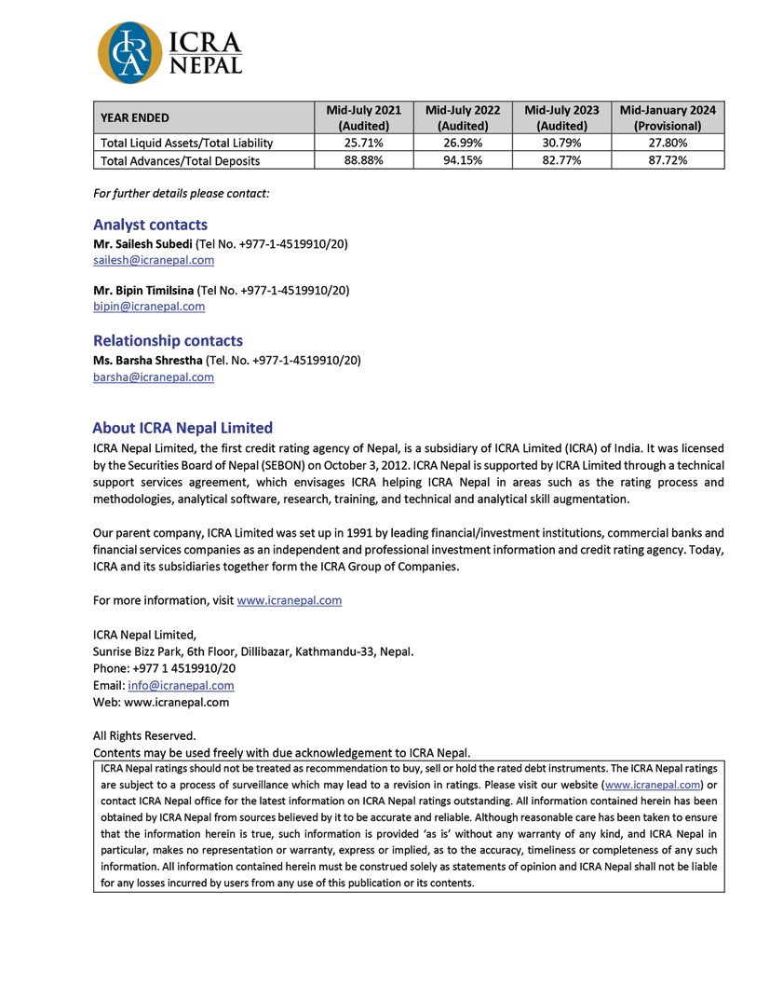 ICRA
ICRA
NEPAL
YEAR ENDED Mid-July 2021 (Audited) Mid-July 2022 (Audited) Mid-July 2023 (Audited) Mid-January 2024 (Provisional)
Total Liquid Assets/Total Liability 25.71% 26.99% 30.79% 27.80%
Total Advances/Total Deposits 88.88% 94.15% 82.77% 87.72%
For further details please contact:
Analyst contacts
Mr. Sailesh Subedi (Tel No. +977-1-4519910/20)
sailesh@icranepal.com
Mr. Bipin Timilsina (Tel No. +977-1-4519910/20)
bipin@icranepal.com
Relationship contacts
Ms. Barsha Shrestha (Tel. No. +977-1-4519910/20)
barsha@icranepal.com
About ICRA Nepal Limited
ICRA Nepal Limited, the first credit rating agency of Nepal, is a subsidiary of ICRA Limited (ICRA) of India. It was licensed
by the Securities Board of Nepal (SEBON) on October 3, 2012. ICRA Nepal is supported by ICRA Limited through a technical
support services agreement, which envisages ICRA helping ICRA Nepal in areas such as the rating process and
methodologies, analytical software, research, training, and technical and analytical skill augmentation.
Our parent company, ICRA Limited was set up in 1991 by leading financial/investment institutions, commercial banks and
financial services companies as an independent and professional investment information and credit rating agency. Today,
ICRA and its subsidiaries together form the ICRA Group of Companies.
For more information, visit www.icranepal.com
ICRA Nepal Limited,
Sunrise Bizz Park, 6th Floor, Dillibazar, Kathmandu-33, Nepal.
Phone: +977 1 4519910/20
Email: info@icranepal.com
Web: www.icranepal.com
All Rights Reserved.
Contents may be used freely with due acknowledgement to ICRA Nepal.
ICRA Nepal ratings should not be treated as recommendation to buy, sell or hold the rated debt instruments. The ICRA Nepal ratings
are subject to a process of surveillance which may lead to a revision in ratings. Please visit our website (www.icranepal.com) or
contact ICRA Nepal office for the latest information on ICRA Nepal ratings outstanding. All information contained herein has been
obtained by ICRA Nepal from sources believed by it to be accurate and reliable. Although reasonable care has been taken to ensure
that the information herein is true, such information is provided ‘as is’ without any warranty of any kind, and ICRA Nepal in
particular, makes no representation or warranty, express or implied, as to the accuracy, timeliness or completeness of any such
information. All information contained herein must be construed solely as statements of opinion and ICRA Nepal shall not be liable
for any losses incurred by users from any use of this publication or its contents.